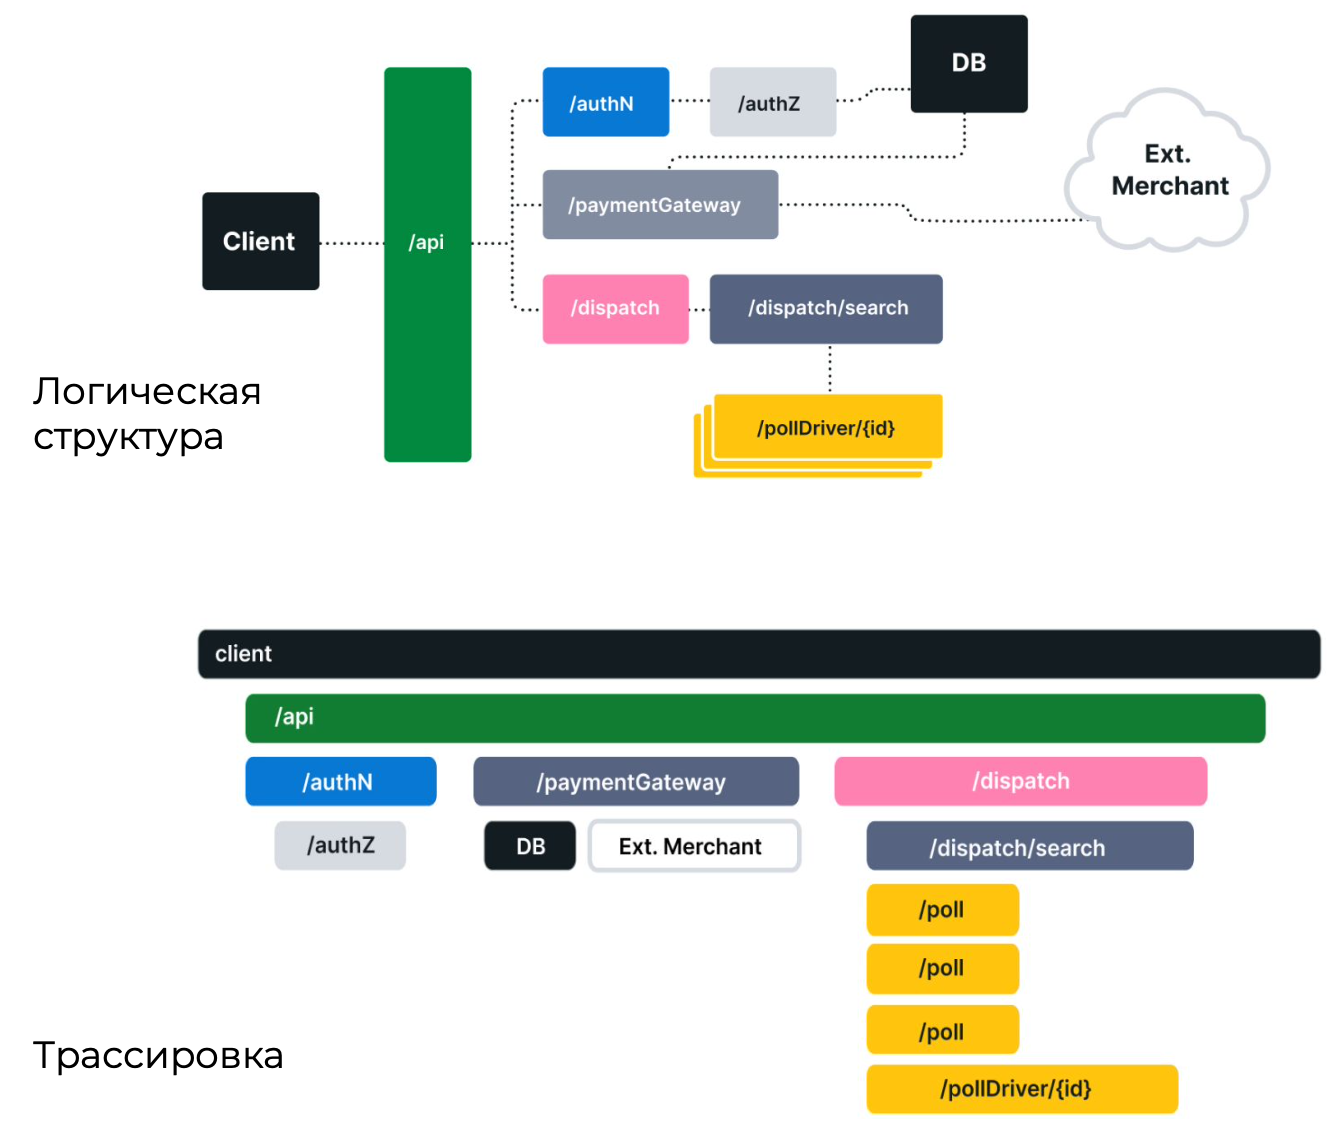 DB
/authN
/authZ
Ext.
Merchant
/paymentGateway
Client
/api
/dispatch
/dispatch/search
Логическая
структура
/pollDriver/{id}
client
/api
/authN
/paymentGateway
/dispatch
/authZ
DB
Ext. Merchant
/dispatch/search
/poll
/poll
/poll
Трассировка
/pollDriver/{id}